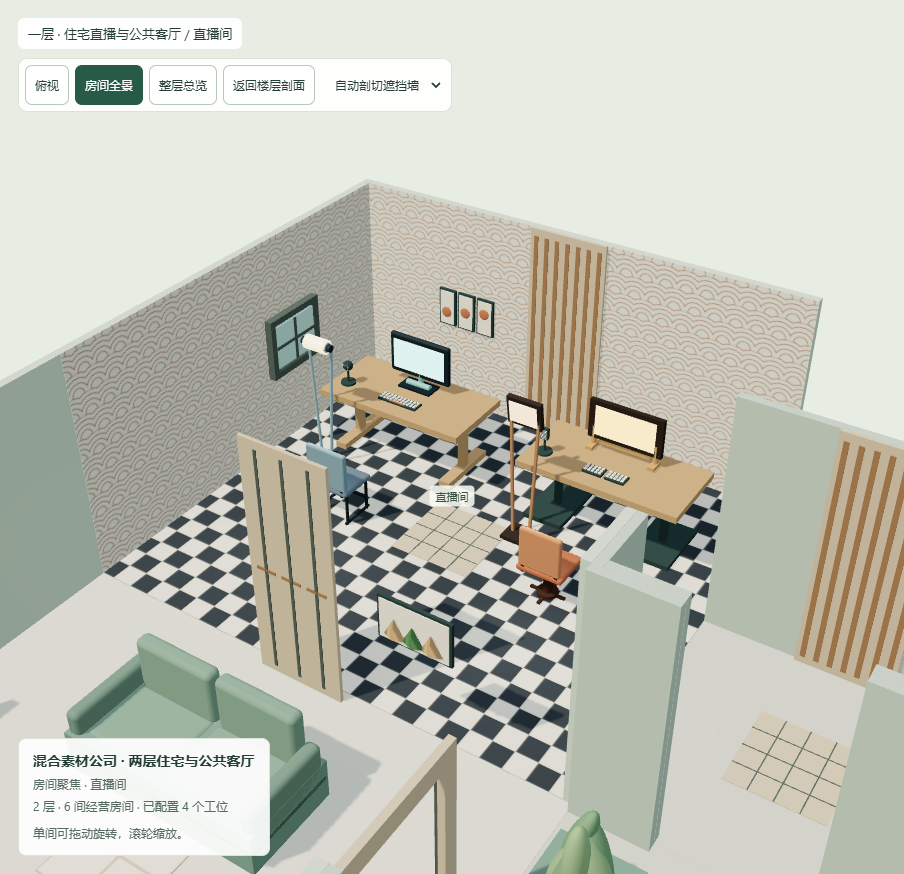 一层 · 住宅直播与公共客厅 / 直播间
俯视 房间全景 整层总览 返回楼层剖面 自动剖切遮挡墙
直播间
混合素材公司 · 两层住宅与公共客厅
房间聚焦 · 直播间
2 层 · 6 间经营房间 · 已配置 4 个工位
单间可拖动旋转，滚轮缩放。